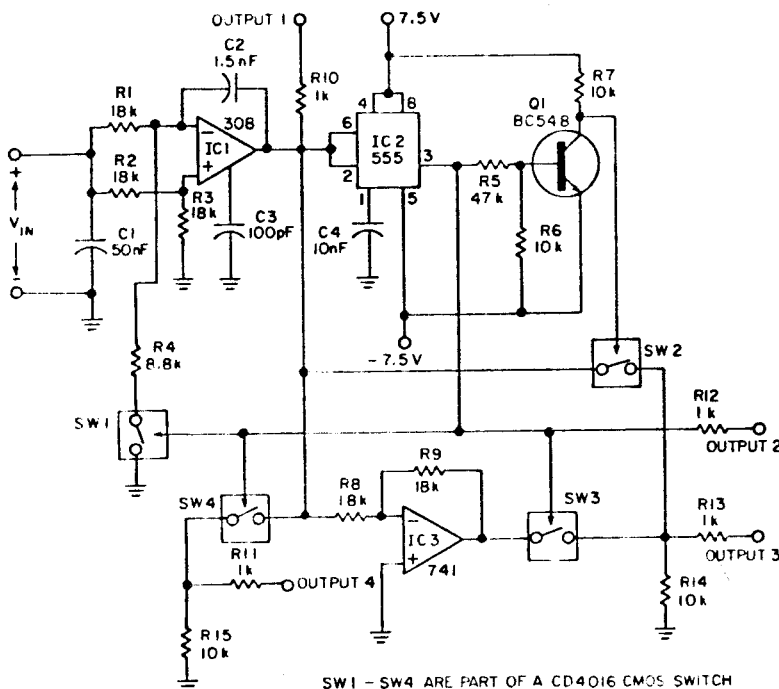 OUTPUT 1
7.5V
C2
1.5nF
R10
1k
R7
10k
R1
18k
308
IC1
4
8
6
IC2
555
3
2
1
5
Q1
BC548
R2
18k
R3
18k
R5
47k
+
V IN
-
C1
50nF
C3
100pF
C4
10nF
R6
10k
-7.5V
R4
8.8k
SW2
SW1
R12
1k
OUTPUT 2
R9
18k
R8
18k
SW4
SW3
R13
1k
OUTPUT 3
-
IC3
+
741
R11
1k
OUTPUT 4
R14
10k
R15
10k
SW1 - SW4 ARE PART OF A CD4016 CMOS SWITCH